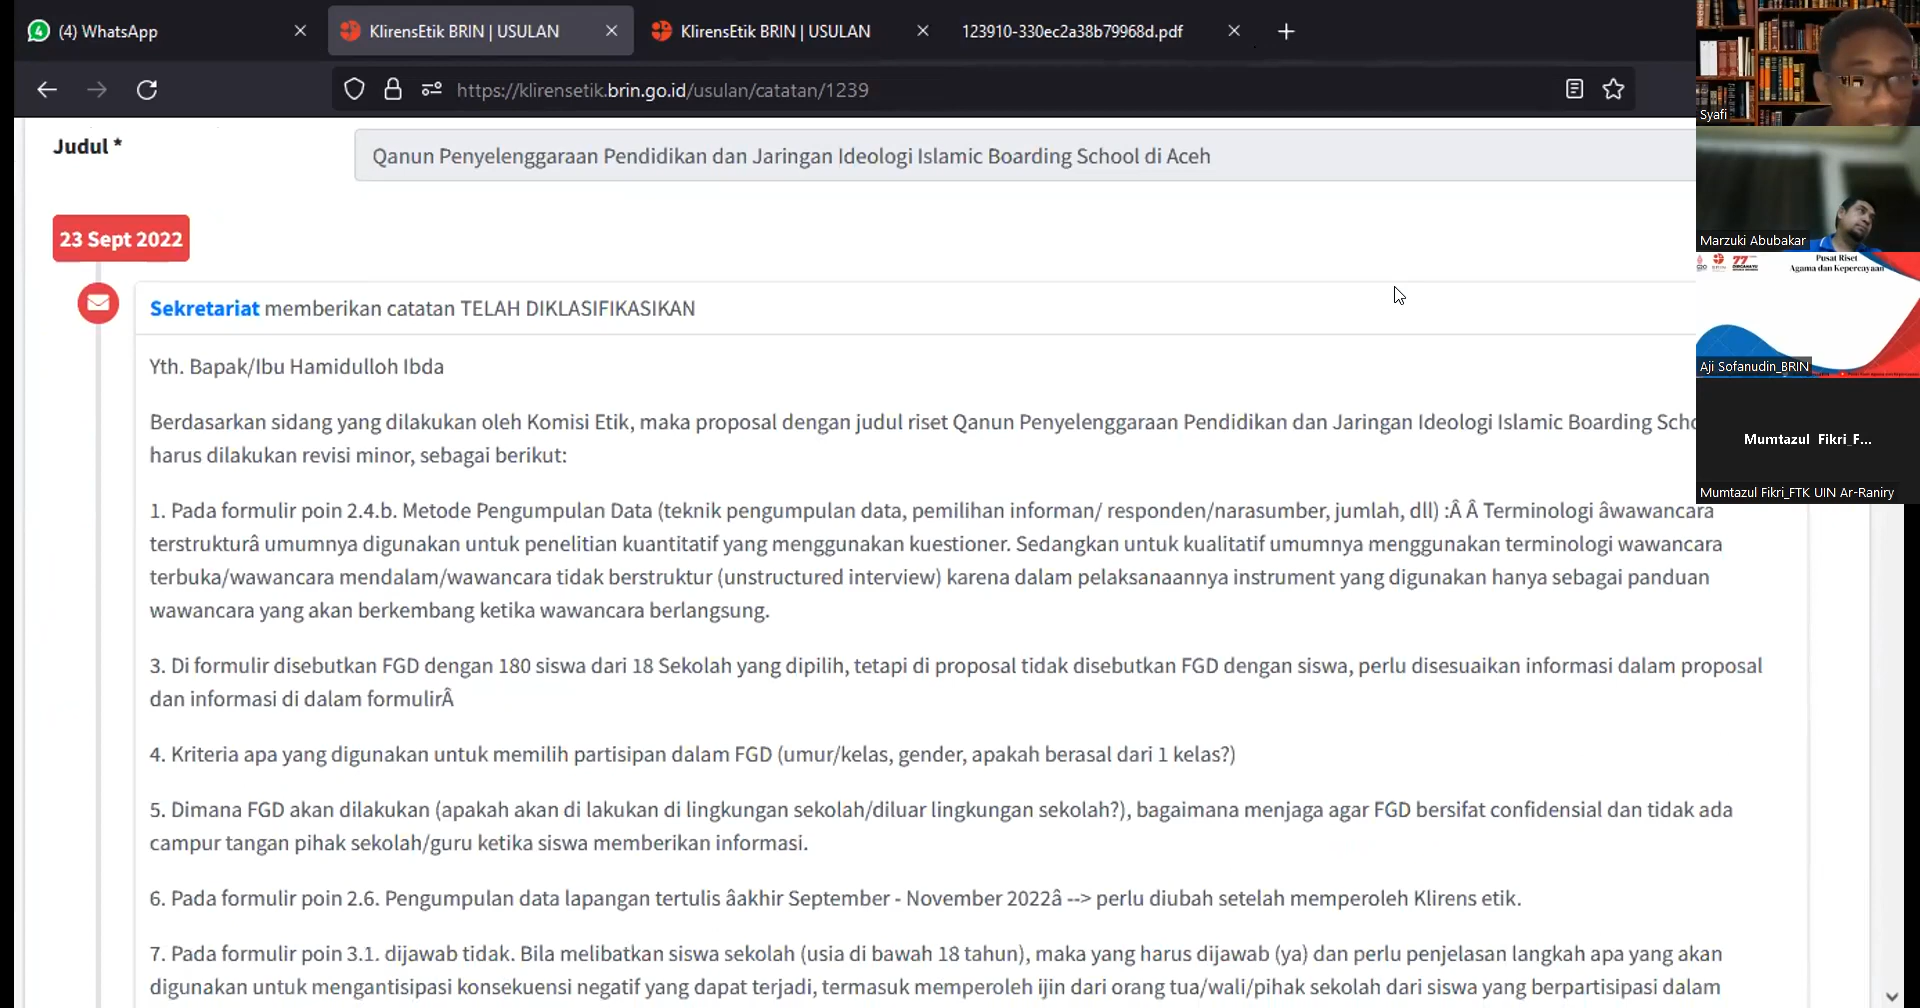 (4) WhatsApp
KlirensEtik BRIN | USULAN
KlirensEtik BRIN | USULAN
123910-330ec2a38b79968d.pdf
https://klirensetik.brin.go.id/usulan/catatan/1239
Judul *
Qanun Penyelenggaraan Pendidikan dan Jaringan Ideologi Islamic Boarding School di Aceh
23 Sept 2022
Sekretariat memberikan catatan TELAH DIKLASIFIKASIKAN
Yth. Bapak/Ibu Hamidulloh Ibda
Berdasarkan sidang yang dilakukan oleh Komisi Etik, maka proposal dengan judul riset Qanun Penyelenggaraan Pendidikan dan Jaringan Ideologi Islamic Boarding Scho
harus dilakukan revisi minor, sebagai berikut:
1. Pada formulir poin 2.4.b. Metode Pengumpulan Data (teknik pengumpulan data, pemilihan informan/ responden/narasumber, jumlah, dll) :Â Â Terminologi âwawancara
terstrukturâ umumnya digunakan untuk penelitian kuantitatif yang menggunakan kuestioner. Sedangkan untuk kualitatif umumnya menggunakan terminologi wawancara
terbuka/wawancara mendalam/wawancara tidak berstruktur (unstructured interview) karena dalam pelaksanaannya instrument yang digunakan hanya sebagai panduan
wawancara yang akan berkembang ketika wawancara berlangsung.
3. Di formulir disebutkan FGD dengan 180 siswa dari 18 Sekolah yang dipilih, tetapi di proposal tidak disebutkan FGD dengan siswa, perlu disesuaikan informasi dalam proposal
dan informasi di dalam formulirÂ
4. Kriteria apa yang digunakan untuk memilih partisipan dalam FGD (umur/kelas, gender, apakah berasal dari 1 kelas?)
5. Dimana FGD akan dilakukan (apakah akan di lakukan di lingkungan sekolah/diluar lingkungan sekolah?), bagaimana menjaga agar FGD bersifat confidensial dan tidak ada
campur tangan pihak sekolah/guru ketika siswa memberikan informasi.
6. Pada formulir poin 2.6. Pengumpulan data lapangan tertulis âakhir September - November 2022â --> perlu diubah setelah memperoleh Klirens etik.
7. Pada formulir poin 3.1. dijawab tidak. Bila melibatkan siswa sekolah (usia di bawah 18 tahun), maka yang harus dijawab (ya) dan perlu penjelasan langkah apa yang akan
digunakan untuk mengantisipasi konsekuensi negatif yang dapat terjadi, termasuk memperoleh ijin dari orang tua/wali/pihak sekolah dari siswa yang berpartisipasi dalam
Syafi
Marzuki Abubakar
77
Pusat Riset
Agama dan Kepercayaan
Aji Sofanudin_BRIN
Mumtazul Fikri_F...
Mumtazul Fikri_FTK UIN Ar-Raniry